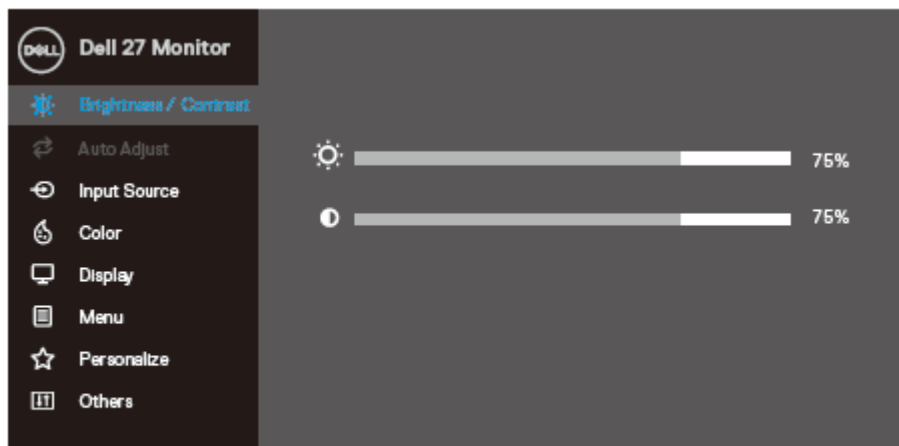 DELL Dell 27 Monitor
Brightness / Contrast
Auto Adjust
75%
Input Source
75%
Color
Display
Menu
Personalize
Others